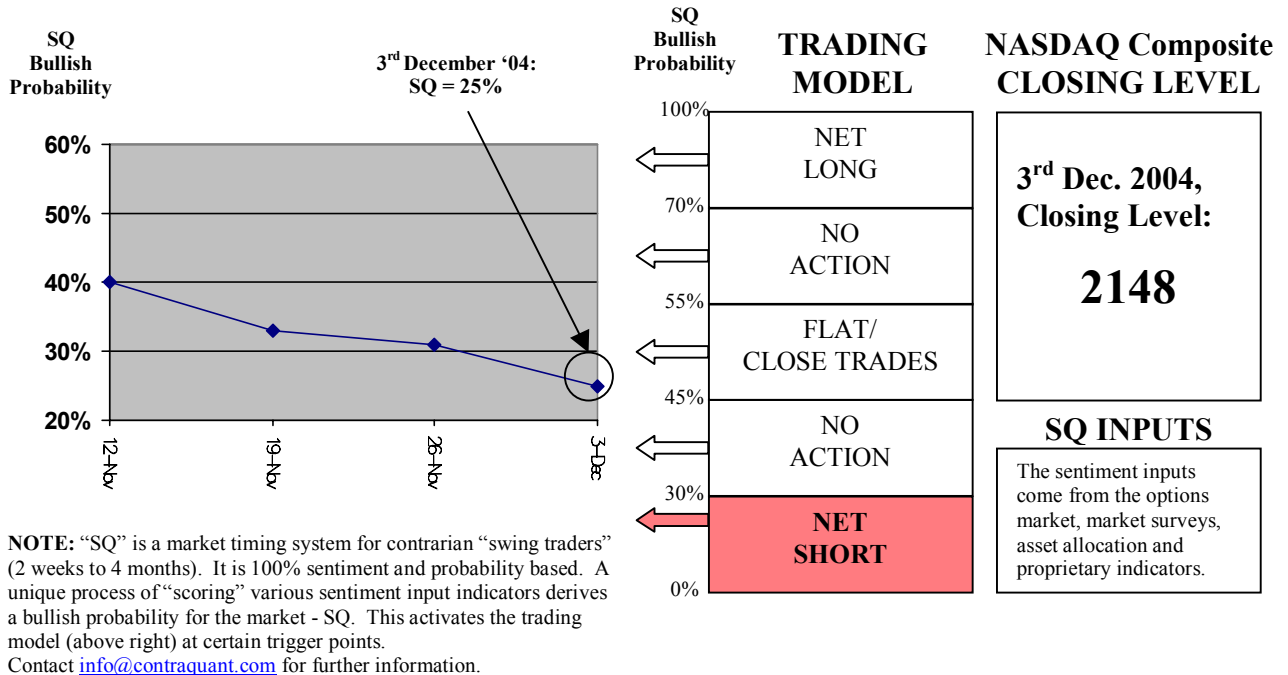 SQ
Bullish
Probability
3rd December ‘04:
SQ = 25%
60%
50%
40%
30%
20%
12-Nov
19-Nov
26-Nov
3-Dec
NOTE: “SQ” is a market timing system for contrarian “swing traders”
(2 weeks to 4 months). It is 100% sentiment and probability based. A
unique process of “scoring” various sentiment input indicators derives
a bullish probability for the market - SQ. This activates the trading
model (above right) at certain trigger points.
Contact info@contraquant.com for further information.
SQ
Bullish
Probability
TRADING
MODEL
100%
NET
LONG
70%
NO
ACTION
55%
FLAT/
CLOSE TRADES
45%
NO
ACTION
30%
NET
SHORT
0%
NASDAQ Composite
CLOSING LEVEL
3rd Dec. 2004,
Closing Level:
2148
SQ INPUTS
The sentiment inputs
come from the options
market, market surveys,
asset allocation and
proprietary indicators.